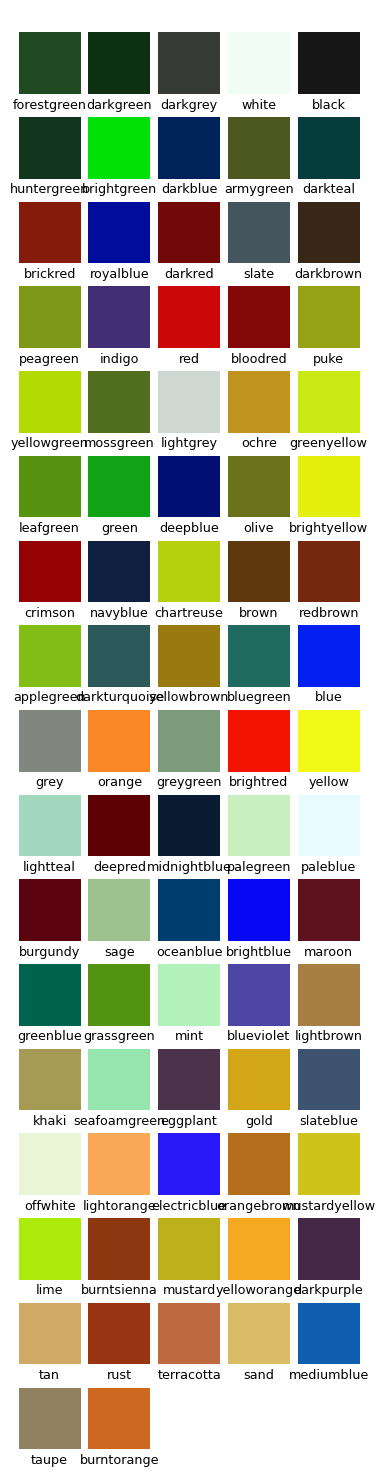 forestgreen darkgreen darkgrey white black
huntergreen brightgreen darkblue armygreen darkteal
brickred royalblue darkred slate darkbrown
peagreen indigo red bloodred puke
yellowgreen mossgreen lightgrey ochre greenyellow
leafgreen green deepblue olive brightyellow
crimson navyblue chartreuse brown redbrown
applegreen darkturquoise yellowbrown bluegreen blue
grey orange greygreen brightred yellow
lightteal deepred midnightblue palegreen paleblue
burgundy sage oceanblue brightblue maroon
greenblue grassgreen mint blueviolet lightbrown
khaki seafoamgreen eggplant gold slateblue
offwhite lightorange electricblue orangebrown mustardyellow
lime burntsienna mustard yelloworange darkpurple
tan rust terracotta sand mediumblue
taupe burntorange